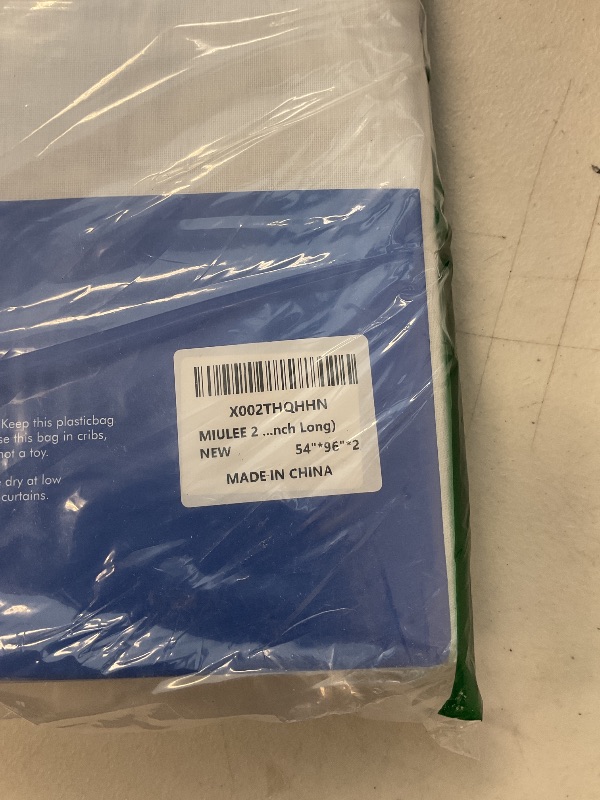 Keep this plasticbag
se this bag in cribs,
not a toy.
dry at low
curtains.
X002THQHHN
MIULEE 2 ...nch Long)
NEW 54"*96"*2
MADE IN CHINA